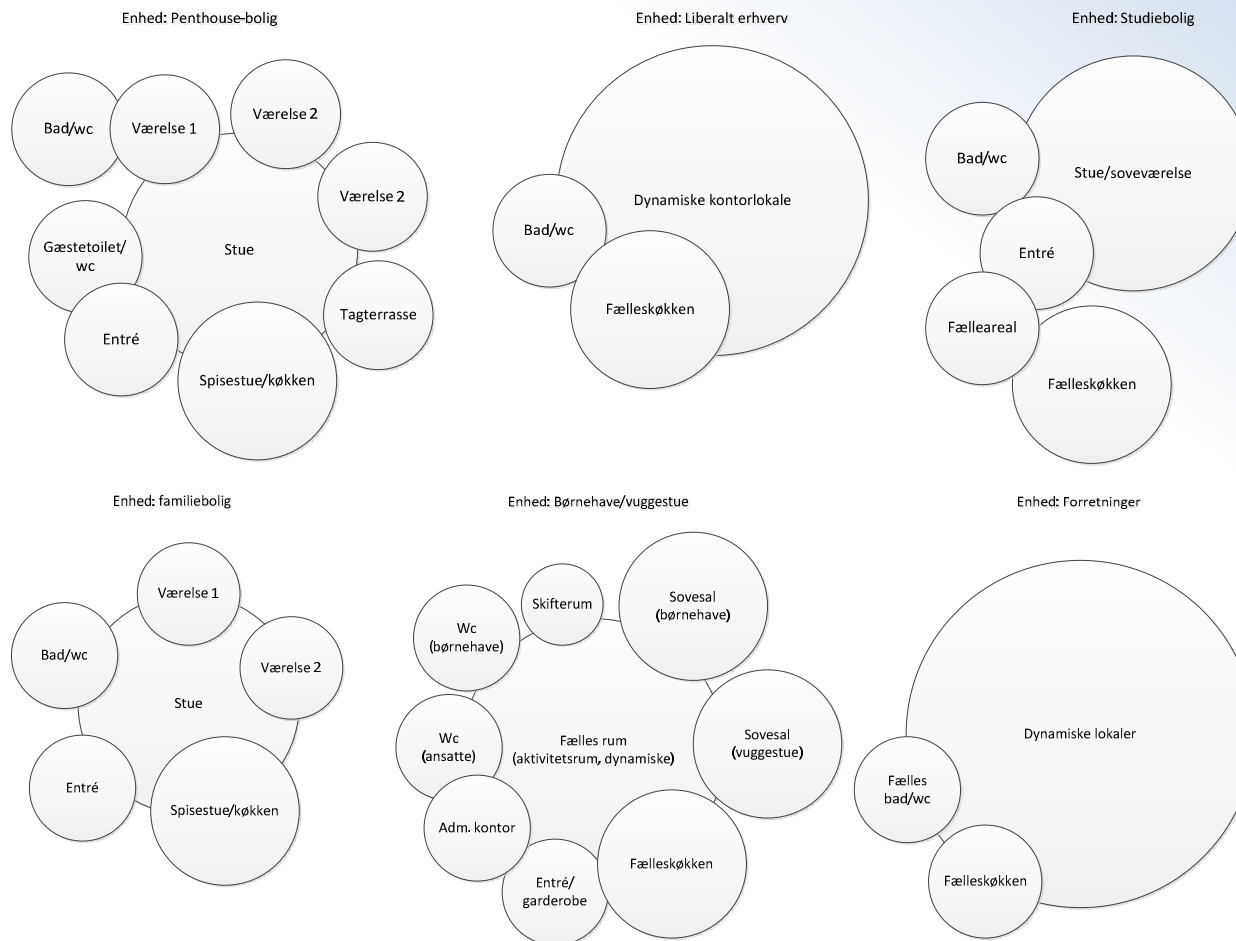 Enhed: Penthouse-bolig
Bad/wc
Værelse 1
Værelse 2
Værelse 2
Gæstetoilet/
wc
Stue
Tagterrasse
Entré
Spisestue/køkken
Enhed: Liberalt erhverv
Dynamiske kontorlokale
Bad/wc
Fælleskøkken
Enhed: Studiebolig
Bad/wc
Stue/soveværelse
Entré
Fælleareal
Fælleskøkken
Enhed: familiebolig
Værelse 1
Bad/wc
Værelse 2
Stue
Entré
Spisestue/køkken
Enhed: Børnehave/vuggestue
Skifterum
Sovesal
(børnehave)
Wc
(børnehave)
Wc
(ansatte)
Fælles rum
(aktivitetsrum, dynamiske)
Sovesal
(vuggestue)
Adm. kontor
Fælleskøkken
Entré/
garderobe
Enhed: Forretninger
Dynamiske lokaler
Fælles
bad/wc
Fælleskøkken